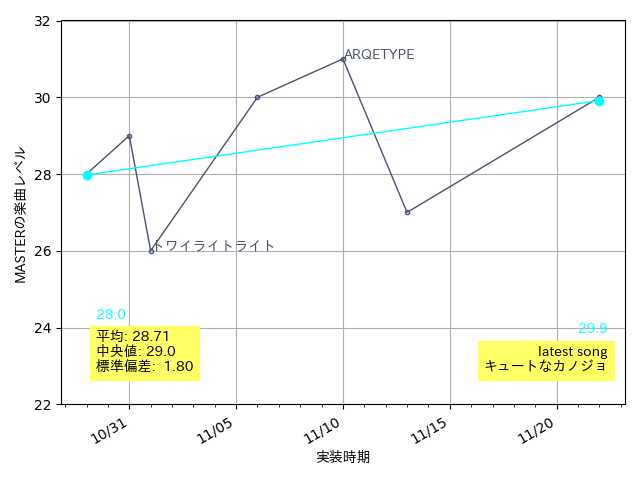 32
30
28
26
24
22
MASTERの楽曲レベル
ARQETYPE
トワイライトライト
28.0
平均: 28.71
中央値: 29.0
標準偏差: 1.80
29.9
latest song
キュートなカノジョ
10/31
11/05
11/10
11/15
11/20
実装時期